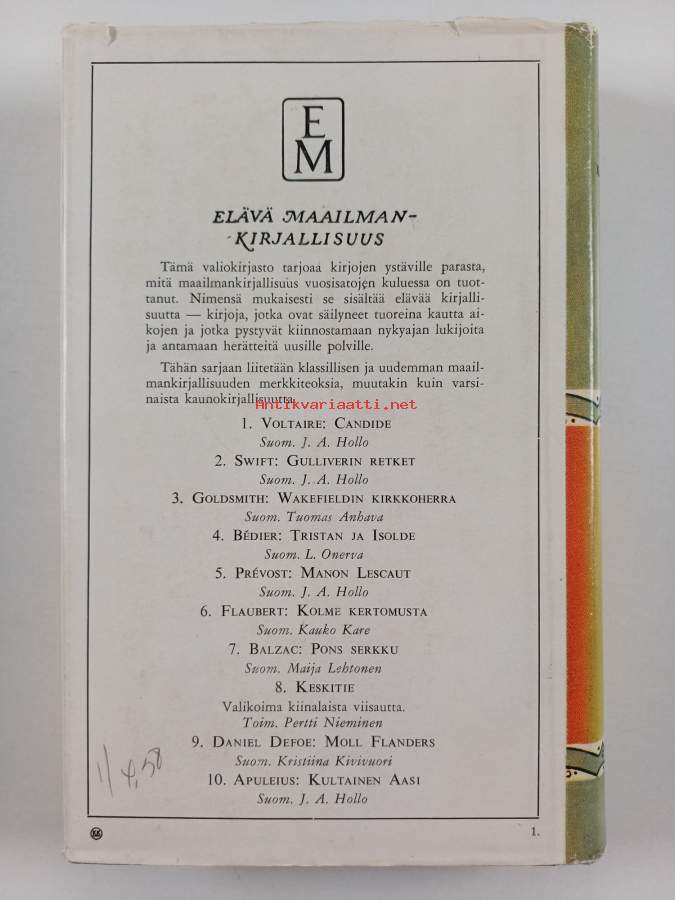 E
M
ELÄVÄ MAAILMAN-
KIRJALLISUUS
Tämä valiokirjasto tarjoaa kirjojen ystäville parasta,
mitä maailmankirjallisuus vuosisatojen kuluessa on tuot-
tanut. Nimensä mukaisesti se sisältää elävää kirjalli-
suutta — kirjoja, jotka ovat säilyneet tuoreina kautta ai-
kojen ja jotka pystyvät kiinnostamaan nykyajan lukijoita
ja antamaan herätteitä uusille polville.
Tähän sarjaan liitetään klassillisen ja uudemman maail-
mankirjallisuuden merkkiteoksia, muutakin kuin varsi-
naista kaunokirjallisuutta.
Antikvariaatti.net
1. VOLTAIRE: CANDIDE
Suom. J. A. Hollo
2. SWIFT: GULLIVERIN RETKET
Suom. J. A. Hollo
3. GOLDSMITH: WAKEFIELDIN KIRKKOHERRA
Suom. Tuomas Anhava
4. BÉDIER: TRISTAN JA ISOLDE
Suom. L. Onerva
5. PRÉVOST: MANON LESCAUT
Suom. J. A. Hollo
6. FLAUBERT: KOLME KERTOMUSTA
Suom. Kauko Kare
7. BALZAC: PONS SERKKU
Suom. Maija Lehtonen
8. KESKITIE
Valikoima kiinalaista viisautta.
Toim. Pertti Nieminen
9. DANIEL DEFOE: MOLL FLANDERS
Suom. Kristiina Kivivuori
10. APULEIUS: KULTAINEN AASI
Suom. J. A. Hollo
1/4,50
1.